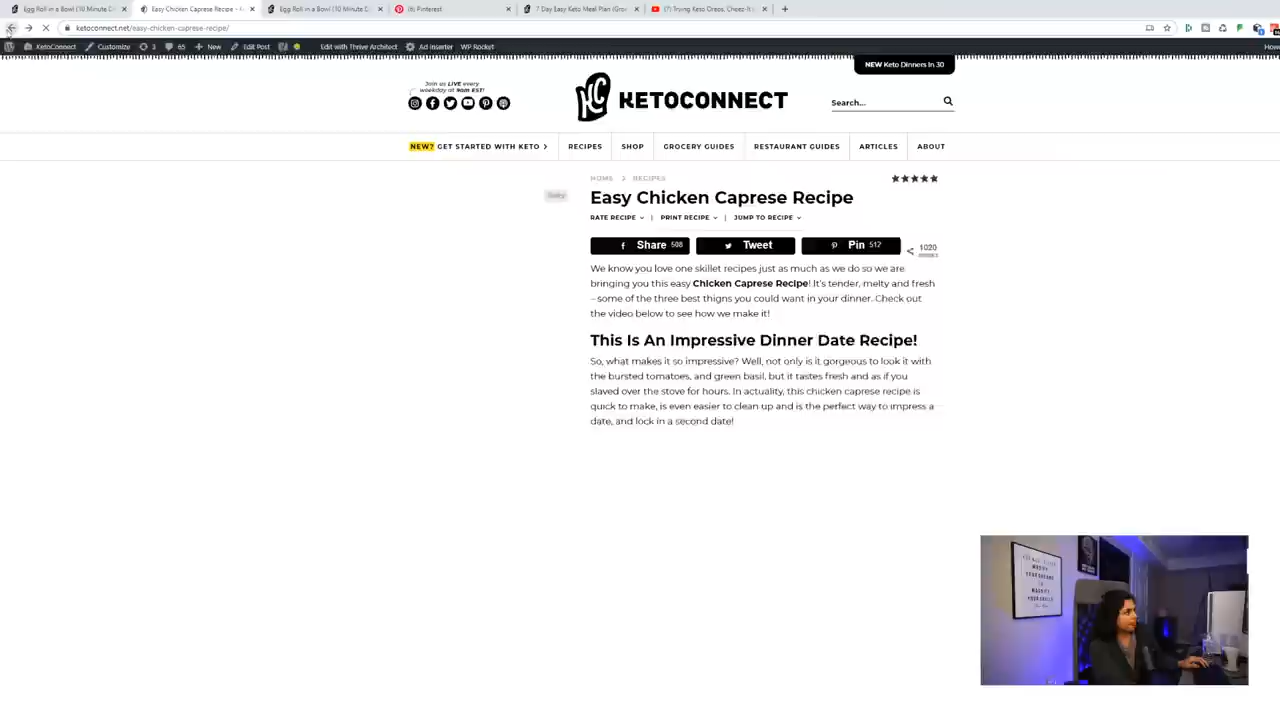 Egg Roll in a Bowl (10 Minute D
Easy Chicken Caprese Recipe -
Egg Roll in a Bowl (10 Minute D
(6) Pinterest
7 Day Easy Keto Meal Plan (Gro
(7) Trying Keto Oreos, Cheez-It
ketoconnect.net/easy-chicken-caprese-recipe/
KetoConnect
Customize
3
65
New
Edit Post
Edit with Thrive Architect
Ad Inserter
WP Rocket
How
NEW Keto Dinners In 30
Join us LIVE every
weekday at 9am EST!
KC KETOCONNECT
Search...
NEW? GET STARTED WITH KETO
RECIPES
SHOP
GROCERY GUIDES
RESTAURANT GUIDES
ARTICLES
ABOUT
HOME > RECIPES
Easy Chicken Caprese Recipe
RATE RECIPE | PRINT RECIPE | JUMP TO RECIPE
Share 508
Tweet
Pin 512
1020
We know you love one skillet recipes just as much as we do so we are
bringing you this easy Chicken Caprese Recipe! It's tender, melty and fresh
– some of the three best thigns you could want in your dinner. Check out
the video below to see how we make it!
This Is An Impressive Dinner Date Recipe!
So, what makes it so impressive? Well, not only is it gorgeous to look it with
the bursted tomatoes, and green basil, but it tastes fresh and as if you
slaved over the stove for hours. In actuality, this chicken caprese recipe is
quick to make, is even easier to clean up and is the perfect way to impress a
date, and lock in a second date!